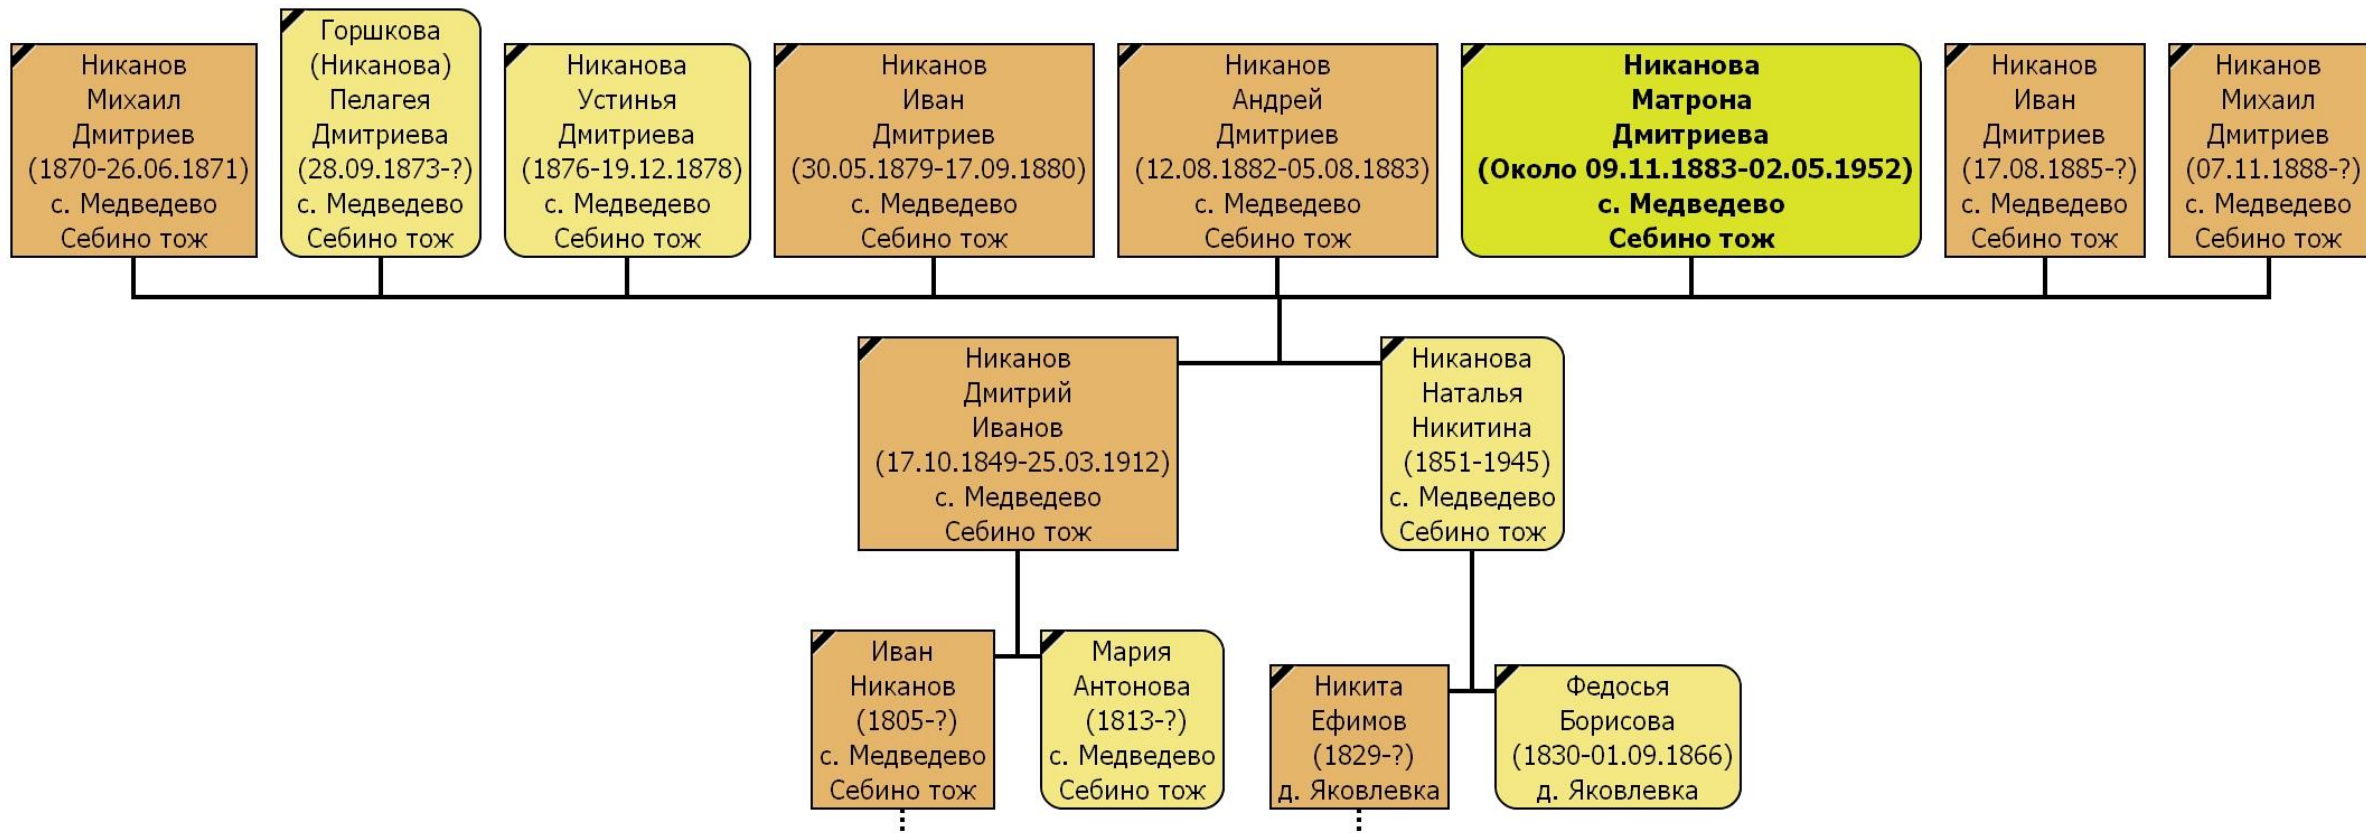 Никанов
Михаил
Дмитриев
(1870-26.06.1871)
с. Медведево
Себино тож
Горшкова
(Никанова)
Пелагея
Дмитриева
(28.09.1873-?)
с. Медведево
Себино тож
Никанова
Устинья
Дмитриева
(1876-19.12.1878)
с. Медведево
Себино тож
Никанов
Иван
Дмитриев
(30.05.1879-17.09.1880)
с. Медведево
Себино тож
Никанов
Андрей
Дмитриев
(12.08.1882-05.08.1883)
с. Медведево
Себино тож
Никанова
Матрона
Дмитриева
(Около 09.11.1883-02.05.1952)
с. Медведево
Себино тож
Никанов
Иван
Дмитриев
(17.08.1885-?)
с. Медведево
Себино тож
Никанов
Михаил
Дмитриев
(07.11.1888-?)
с. Медведево
Себино тож
Никанов
Дмитрий
Иванов
(17.10.1849-25.03.1912)
с. Медведево
Себино тож
Никанова
Наталья
Никитина
(1851-1945)
с. Медведево
Себино тож
Иван
Никанов
(1805-?)
с. Медведево
Себино тож
Мария
Антонова
(1813-?)
с. Медведево
Себино тож
Никита
Ефимов
(1829-?)
д. Яковлевка
Федосья
Борисова
(1830-01.09.1866)
д. Яковлевка